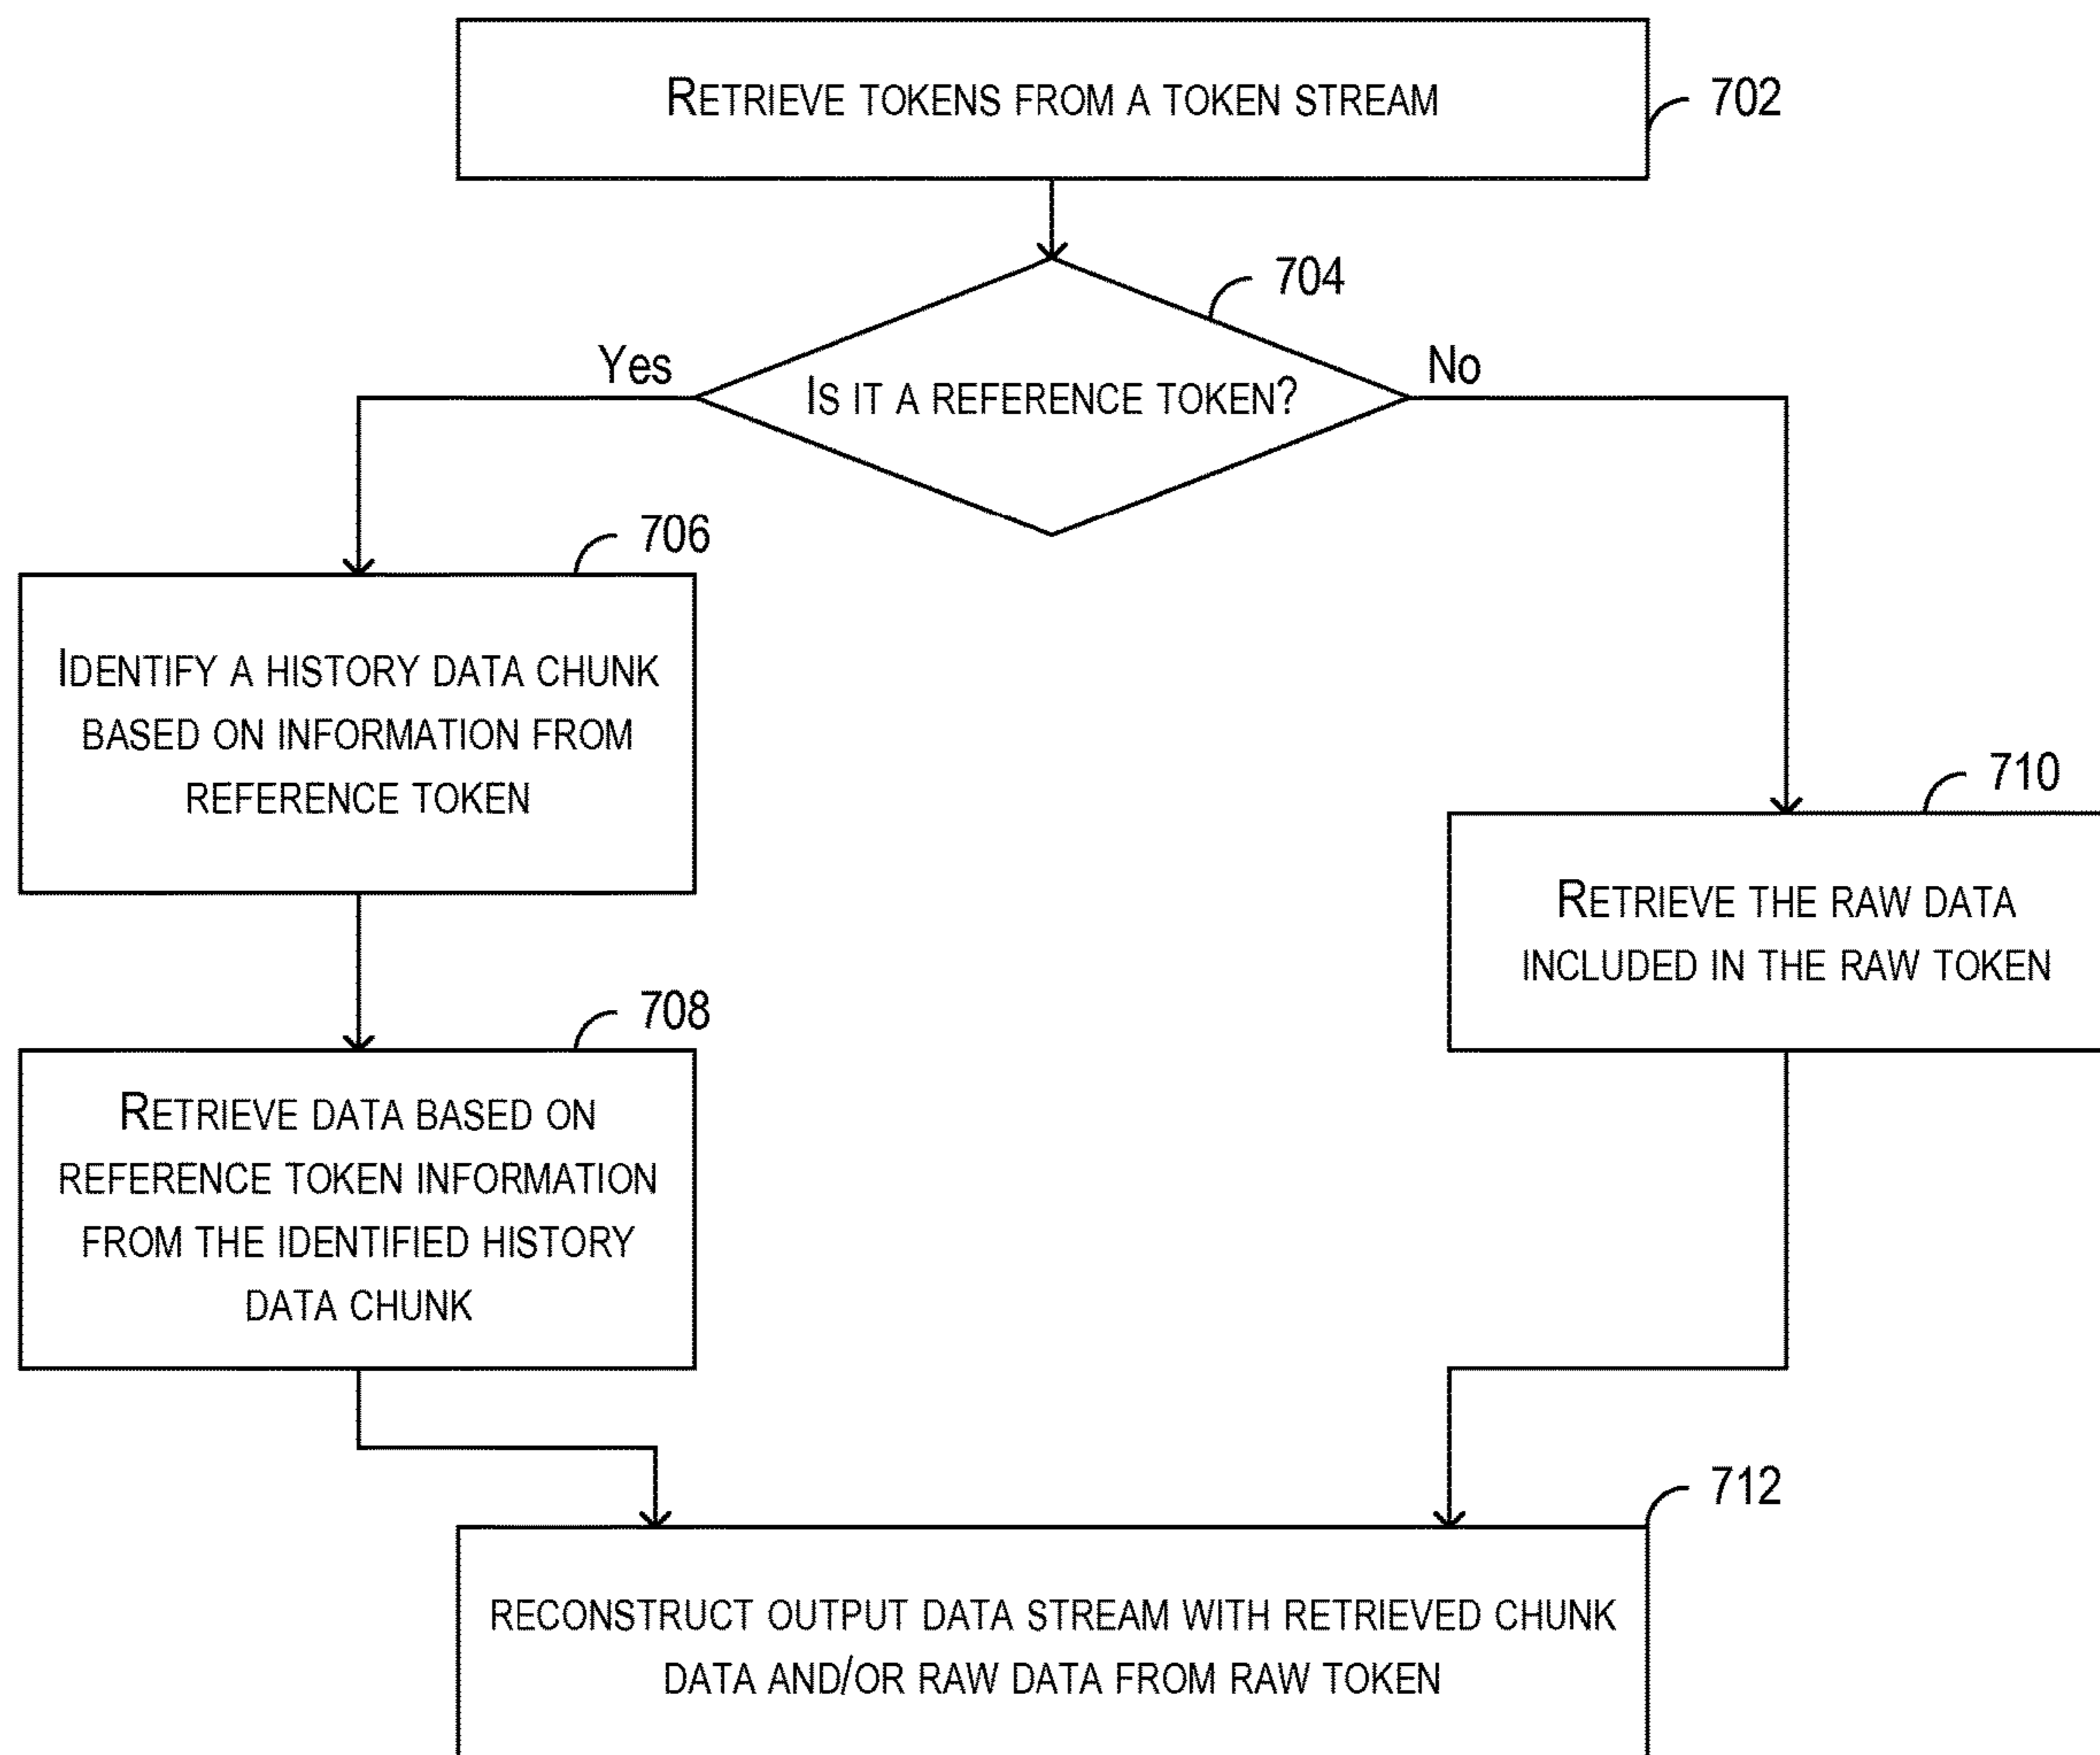 RETRIEVE TOKENS FROM A TOKEN STREAM
702
704
Yes
No
IS IT A REFERENCE TOKEN?
706
IDENTIFY A HISTORY DATA CHUNK
BASED ON INFORMATION FROM
REFERENCE TOKEN
710
RETRIEVE THE RAW DATA
INCLUDED IN THE RAW TOKEN
708
RETRIEVE DATA BASED ON
REFERENCE TOKEN INFORMATION
FROM THE IDENTIFIED HISTORY
DATA CHUNK
712
RECONSTRUCT OUTPUT DATA STREAM WITH RETRIEVED CHUNK
DATA AND/OR RAW DATA FROM RAW TOKEN